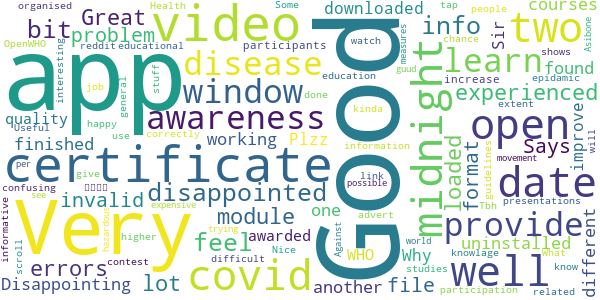 organised
Health
Some
downloaded
tap
people
OpenWHO
bit
Great
video
info
Sir
courses
reddit
educational
problem
participants
two
chance
Asibone
interesting
app
disease
education
watch
measures
learn
found
window
increase
shows
epidamic
job
stuff
general
awareness
guud
experienced
quality
happy
done
Good
midnight
extent
Useful
use
correctly
working
Plzz
kinda
information
loaded
format
improve
will
finished
certificate
link
possible
Says
open
per
see
confusing
give
disappointed
movement
guidelines
Tbh
date
invalid
module
one
advert
different
Very
feel
awarded
WHO
Why
uninstalled
presentations
provide
informative
scroll
errors
hazardous
expensive
higher
trying
covid
Nice
Against
world
knowlage
What
well
contest
difficult
studies
know
Disappointing
lot
another
file
participation
related